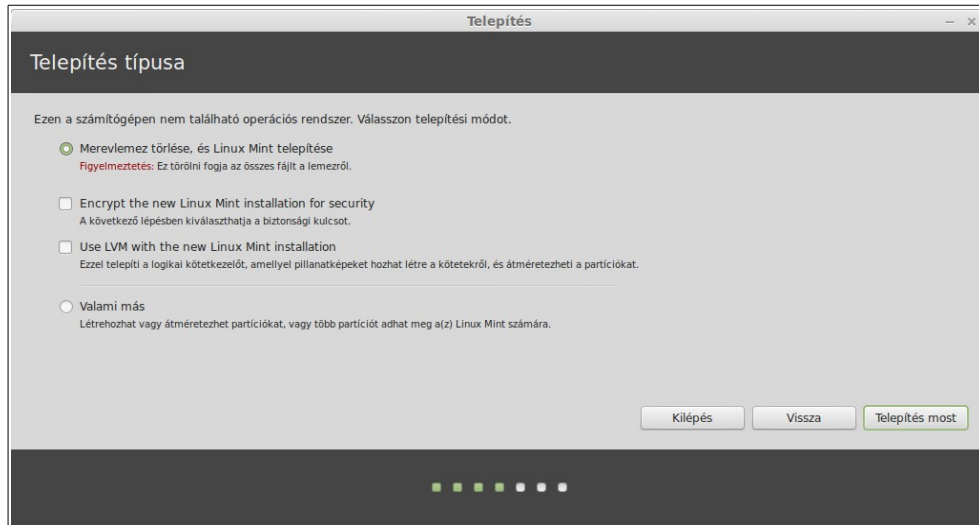 Telepítés
Telepítés típusa
Ezen a számítógépen nem található operációs rendszer. Válasszon telepítési módot.
Merevlemez törlése, és Linux Mint telepítése
Figyelmeztetés: Ez törölni fogja az összes fájlt a lemezről.
Encrypt the new Linux Mint installation for security
A következő lépésben kiválaszthatja a biztonsági kulcsot.
Use LVM with the new Linux Mint installation
Ezzel telepíti a logikai kötetkezelőt, amellyel pillanatképeket hozhat létre a kötetekről, és átméretezheti a partíciókat.
Valami más
Létrehozhat vagy átméretezhet partíciókat, vagy több partíciót adhat meg a(z) Linux Mint számára.
Kilépés
Vissza
Telepítés most